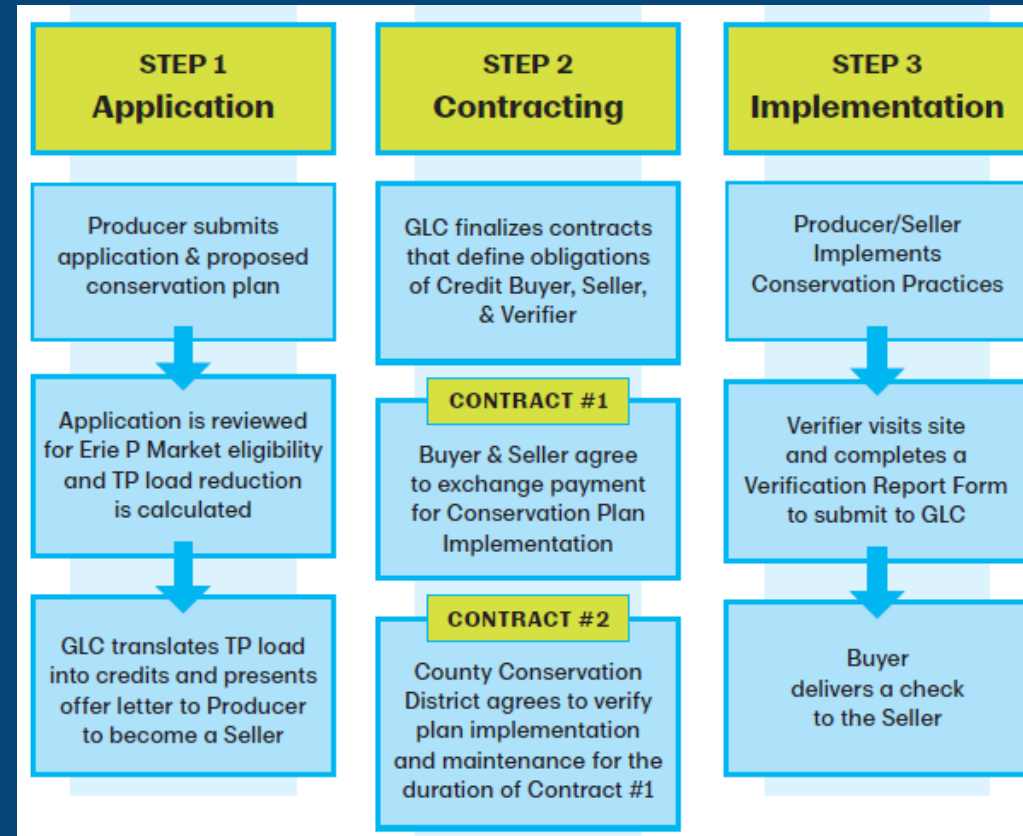 STEP 1
Application
Producer submits
application & proposed
conservation plan
Application is reviewed
for Erie P Market eligibility
and TP load reduction
is calculated
GLC translates TP load
into credits and presents
offer letter to Producer
to become a Seller
STEP 2
Contracting
GLC finalizes contracts
that define obligations
of Credit Buyer, Seller,
& Verifier
CONTRACT #1
Buyer & Seller agree
to exchange payment
for Conservation Plan
Implementation
CONTRACT #2
County Conservation
District agrees to verify
plan implementation
and maintenance for the
duration of Contract #1
STEP 3
Implementation
Producer/Seller
Implements
Conservation Practices
Verifier visits site
and completes a
Verification Report Form
to submit to GLC
Buyer
delivers a check
to the Seller